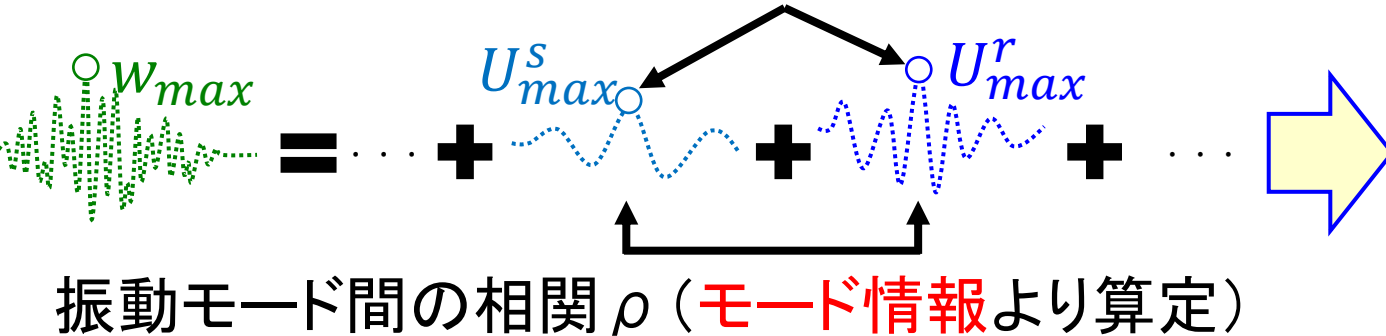 w_max = ··· + U^s_max + U^r_max + ···
振動モード間の相関ρ（モード情報より算定）